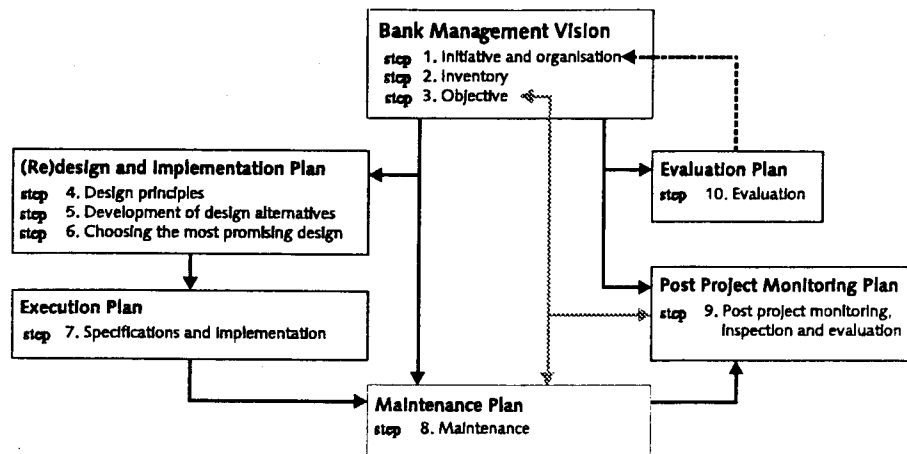 Bank Management Vision
step 1. Initiative and organisation
step 2. Inventory
step 3. Objective
(Re)design and Implementation Plan
step 4. Design principles
step 5. Development of design alternatives
step 6. Choosing the most promising design
Evaluation Plan
step 10. Evaluation
Execution Plan
step 7. Specifications and implementation
Post Project Monitoring Plan
step 9. Post project monitoring,
inspection and evaluation
Maintenance Plan
step 8. Maintenance